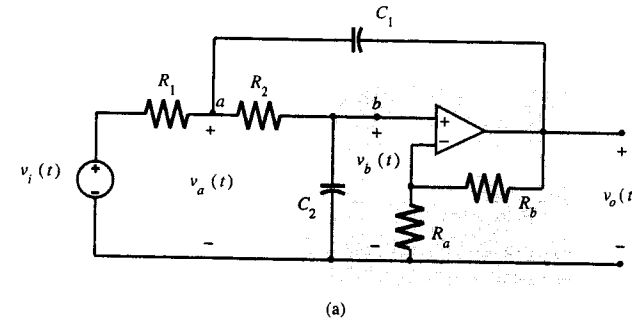 C1
R1
a
R2
b
+
+
+
−
+
+
−
vi (t)
va (t)
C2
vb (t)
Rb
vo (t
−
−
Ra
−
(a)